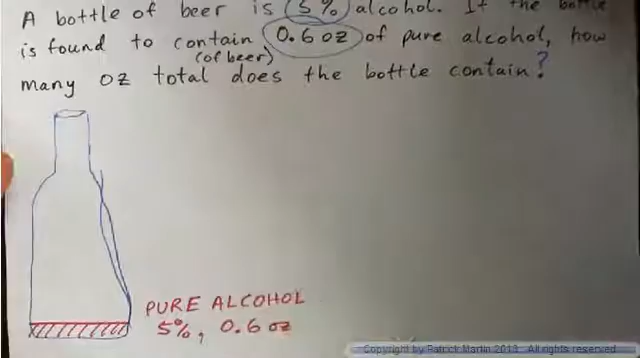 A bottle of beer is 5% alcohol. If the bottle
is found to contain 0.6 oz of pure alcohol, how
(of beer)
many oz total does the bottle contain?
PURE ALCOHOL
5%, 0.6 oz
Copyright by Patrick Martin 2013. All rights reserved